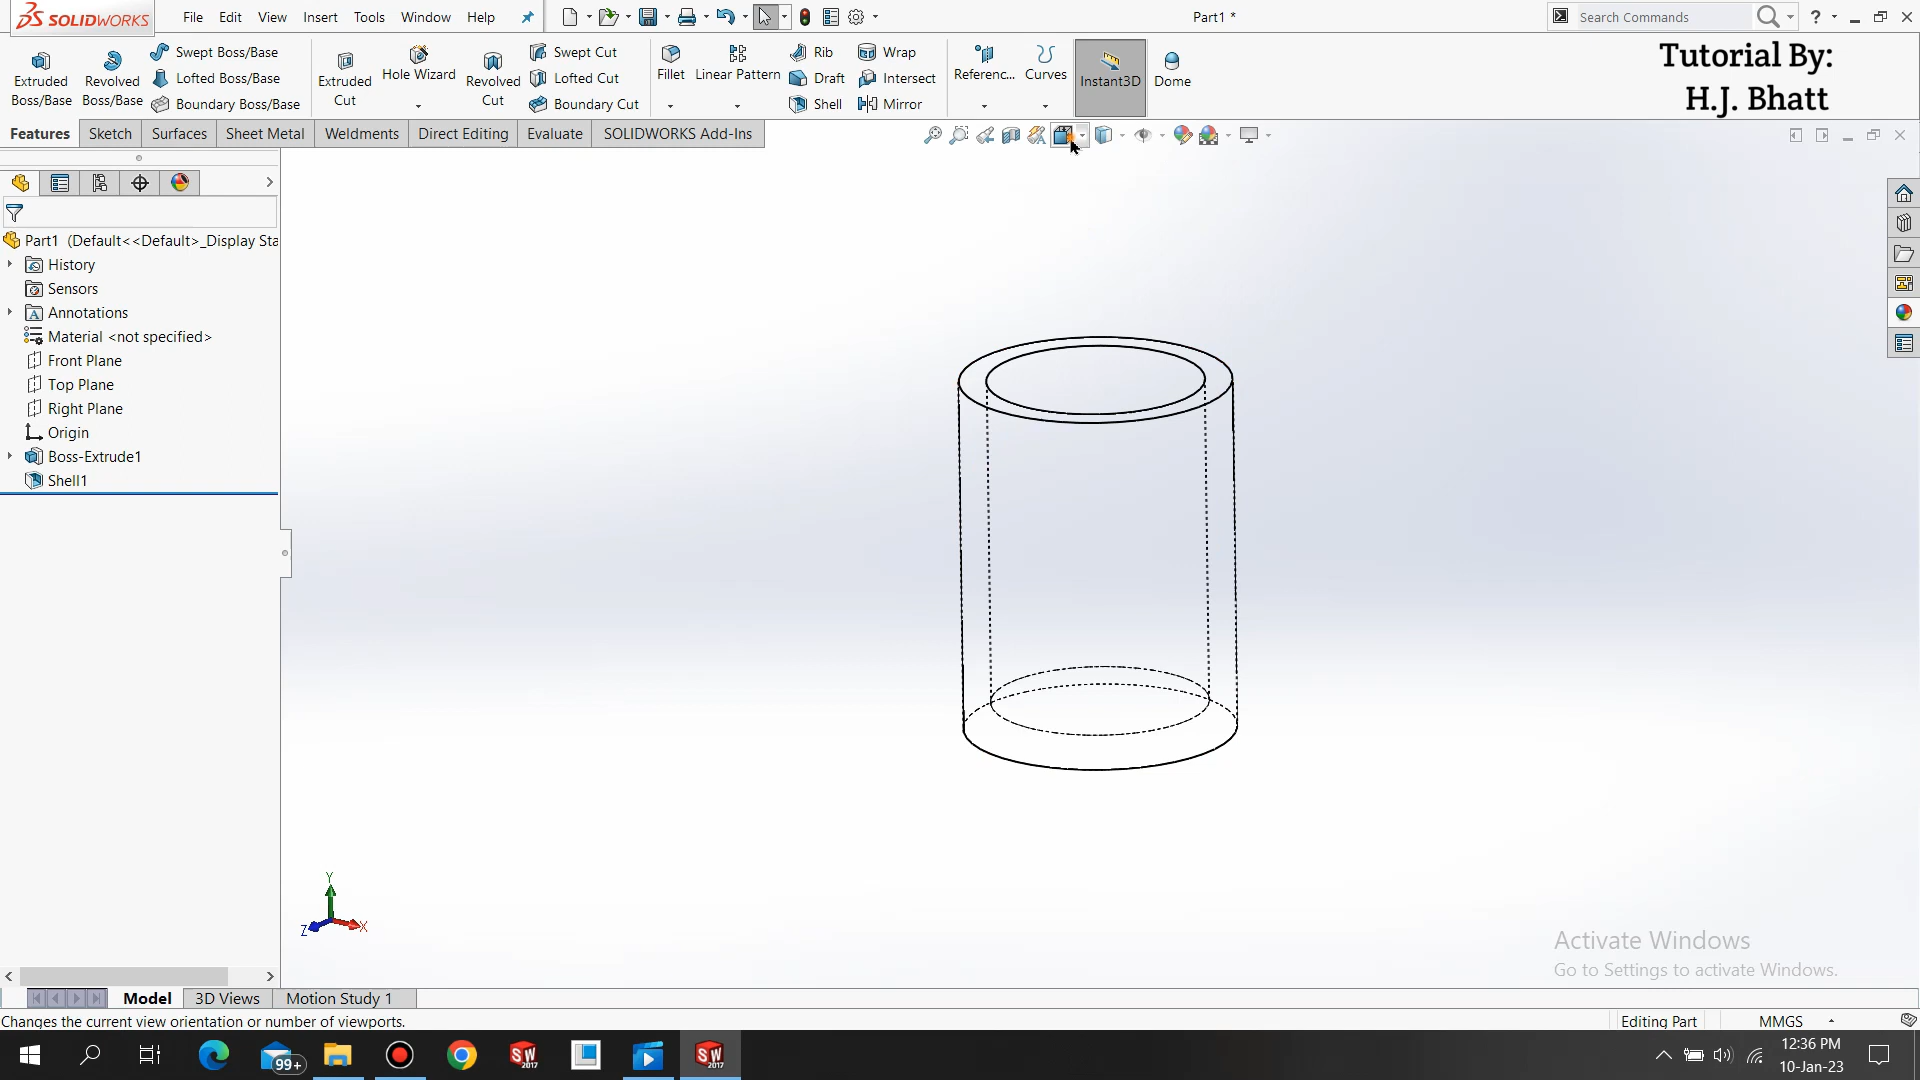 SOLIDWORKS
File Edit View Insert Tools Window Help
Part1 *
Search Commands
Extruded Boss/Base
Revolved Boss/Base
Swept Boss/Base
Lofted Boss/Base
Boundary Boss/Base
Extruded Cut
Hole Wizard
Revolved Cut
Swept Cut
Lofted Cut
Boundary Cut
Fillet
Linear Pattern
Rib
Draft
Shell
Wrap
Intersect
Mirror
Referenc...
Curves
Instant3D
Dome
Tutorial By:
H.J. Bhatt
Features Sketch Surfaces Sheet Metal Weldments Direct Editing Evaluate SOLIDWORKS Add-Ins
Part1 (Default<<Default>_Display Sta
History
Sensors
Annotations
Material <not specified>
Front Plane
Top Plane
Right Plane
Origin
Boss-Extrude1
Shell1
Y
Z
X
Activate Windows
Go to Settings to activate Windows.
Model 3D Views Motion Study 1
Changes the current view orientation or number of viewports.
Editing Part
MMGS
99+
SW
2017
SW
2017
12:36 PM
10-Jan-23